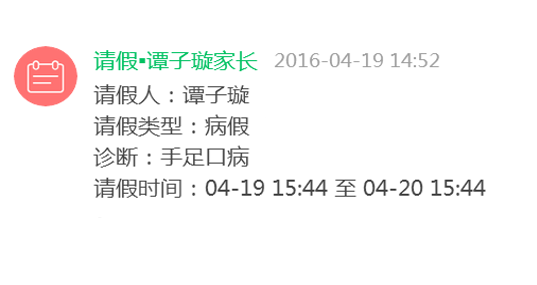 请假▪谭子璇家长 2016-04-19 14:52
请假人：谭子璇
请假类型：病假
诊断：手足口病
请假时间：04-19 15:44 至 04-20 15:44